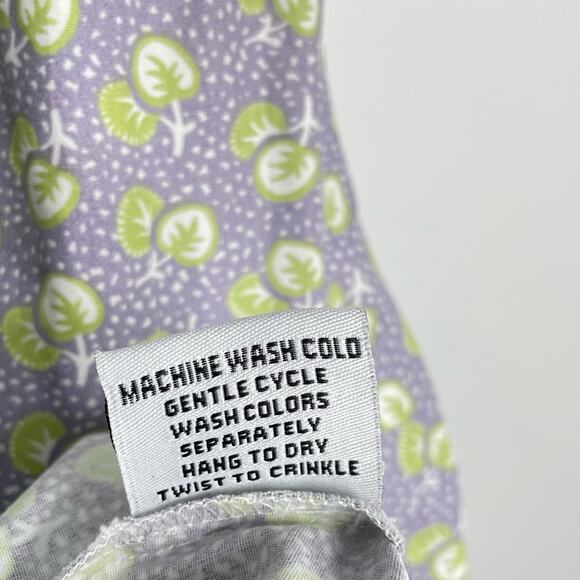 MACHINE WASH COLD
GENTLE CYCLE
WASH COLORS
SEPARATELY
HANG TO DRY
TWIST TO CRINKLE